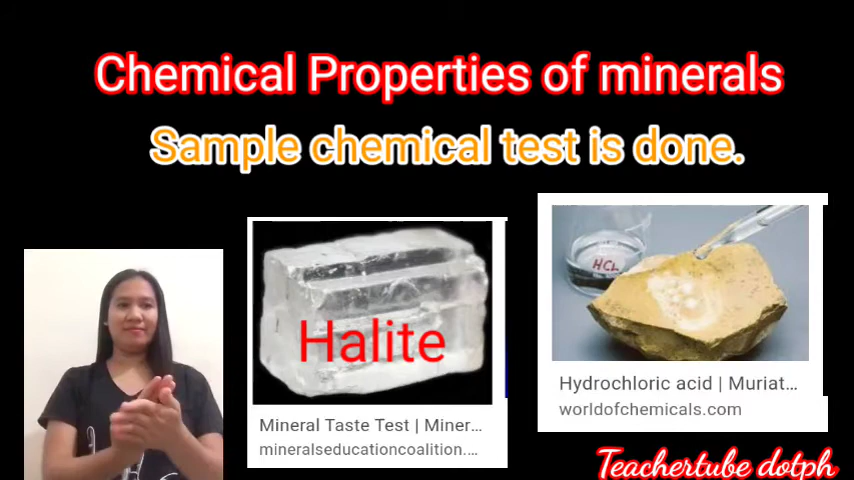 Chemical Properties of minerals
Sample chemical test is done.
HCL
Halite
Mineral Taste Test | Miner...
mineralseducationcoalition....
Hydrochloric acid | Muriat...
worldofchemicals.com
Teachertube dotph